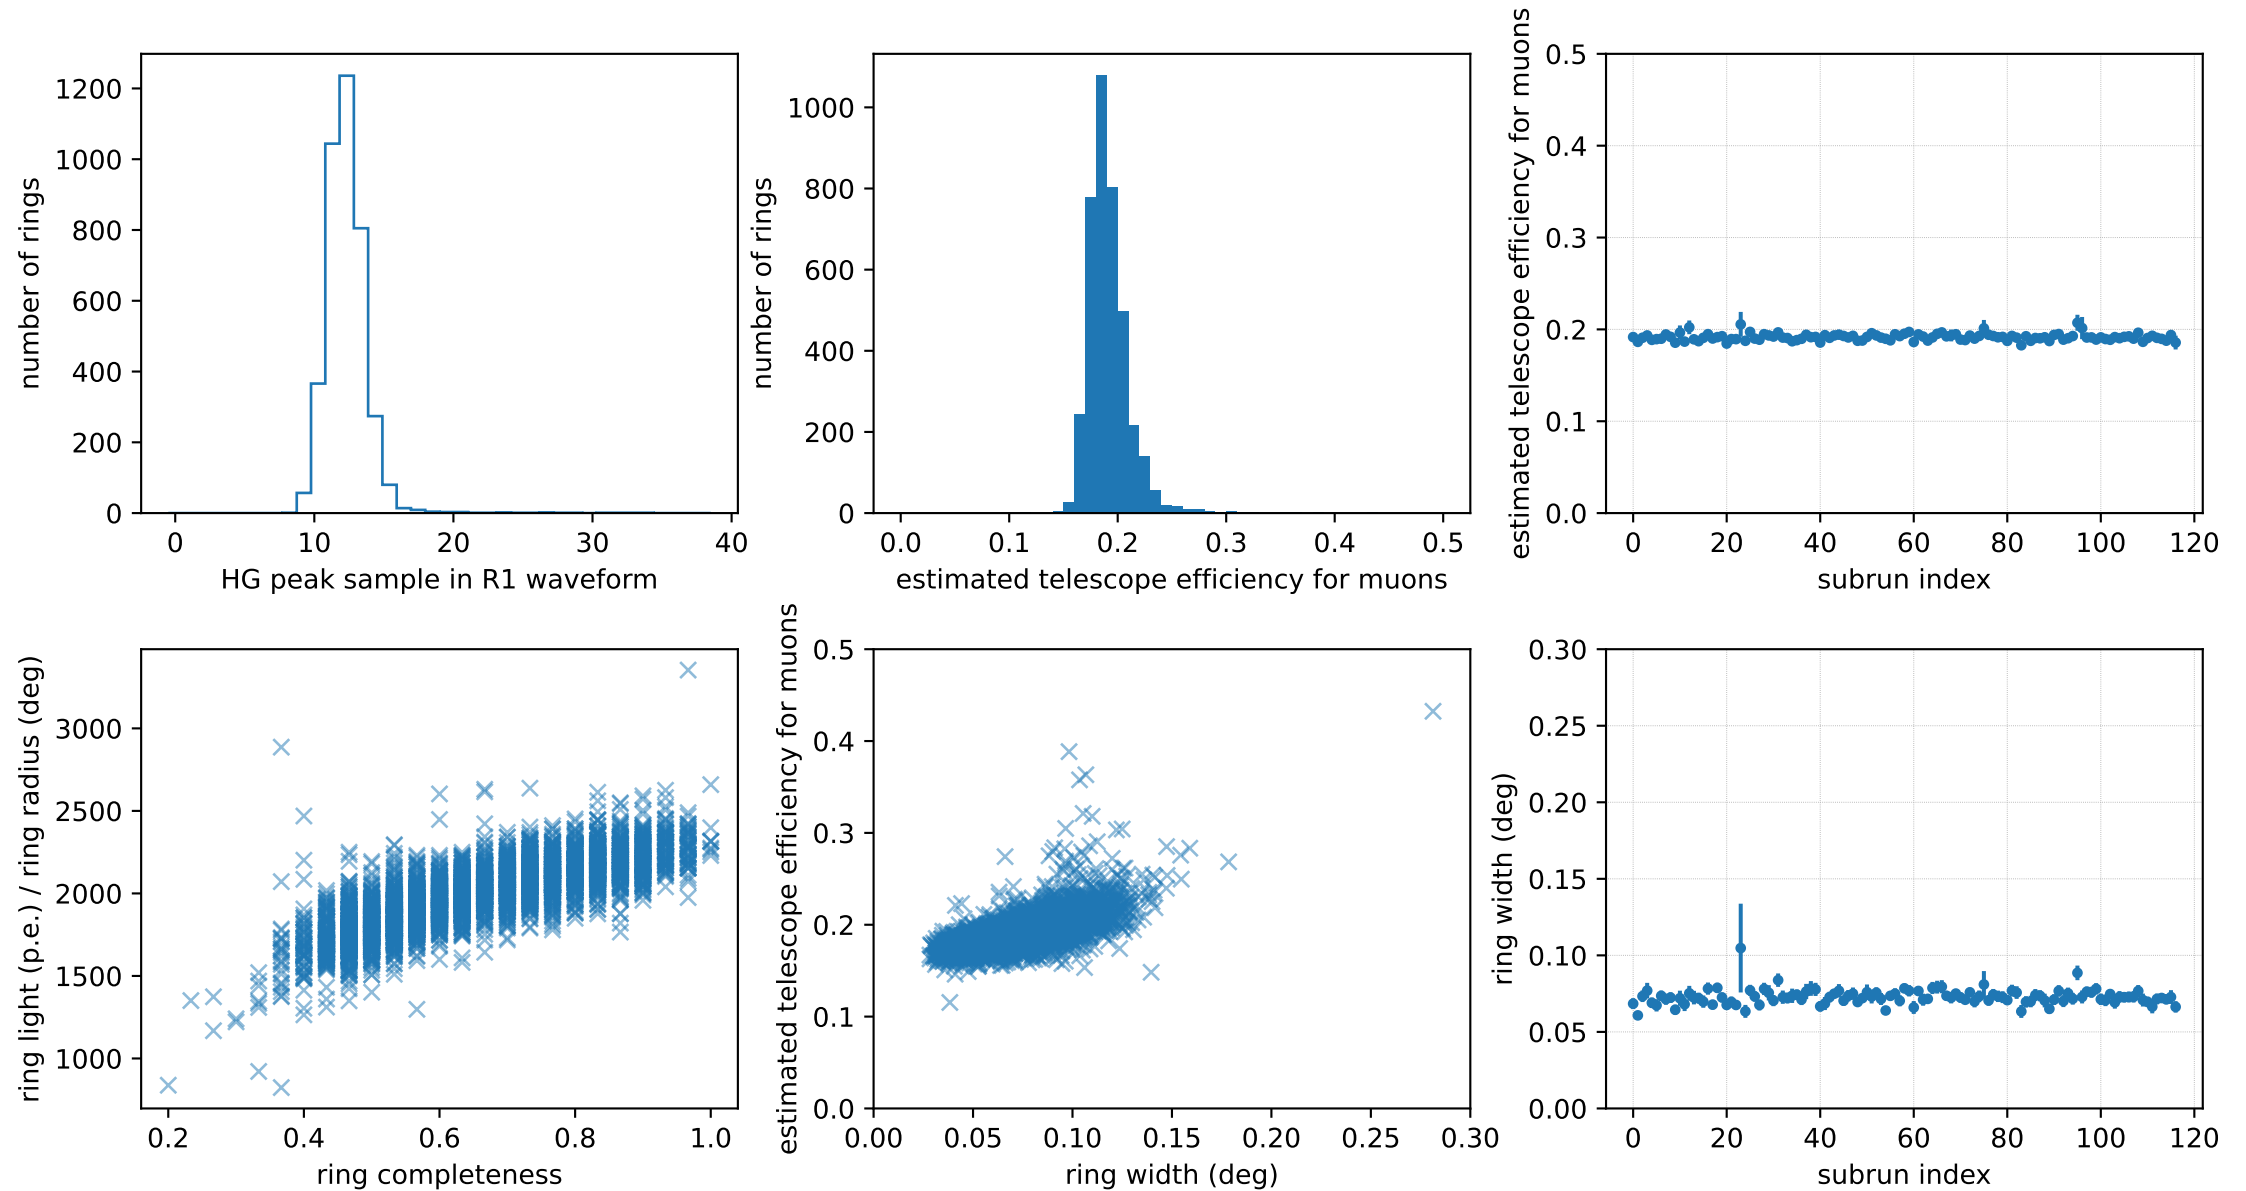 1200
1000
800
600
400
200
0
number of rings
0 10 20 30 40
HG peak sample in R1 waveform
1000
800
600
400
200
0
number of rings
0.0 0.1 0.2 0.3 0.4 0.5
estimated telescope efficiency for muons
0.5
0.4
0.3
0.2
0.1
0.0
estimated telescope efficiency for muons
0 20 40 60 80 100 120
subrun index
3000
2500
2000
1500
1000
ring light (p.e.) / ring radius (deg)
0.2 0.4 0.6 0.8 1.0
ring completeness
0.5
0.4
0.3
0.2
0.1
0.0
estimated telescope efficiency for muons
0.00 0.05 0.10 0.15 0.20 0.25 0.30
ring width (deg)
0.30
0.25
0.20
0.15
0.10
0.05
0.00
ring width (deg)
0 20 40 60 80 100 120
subrun index